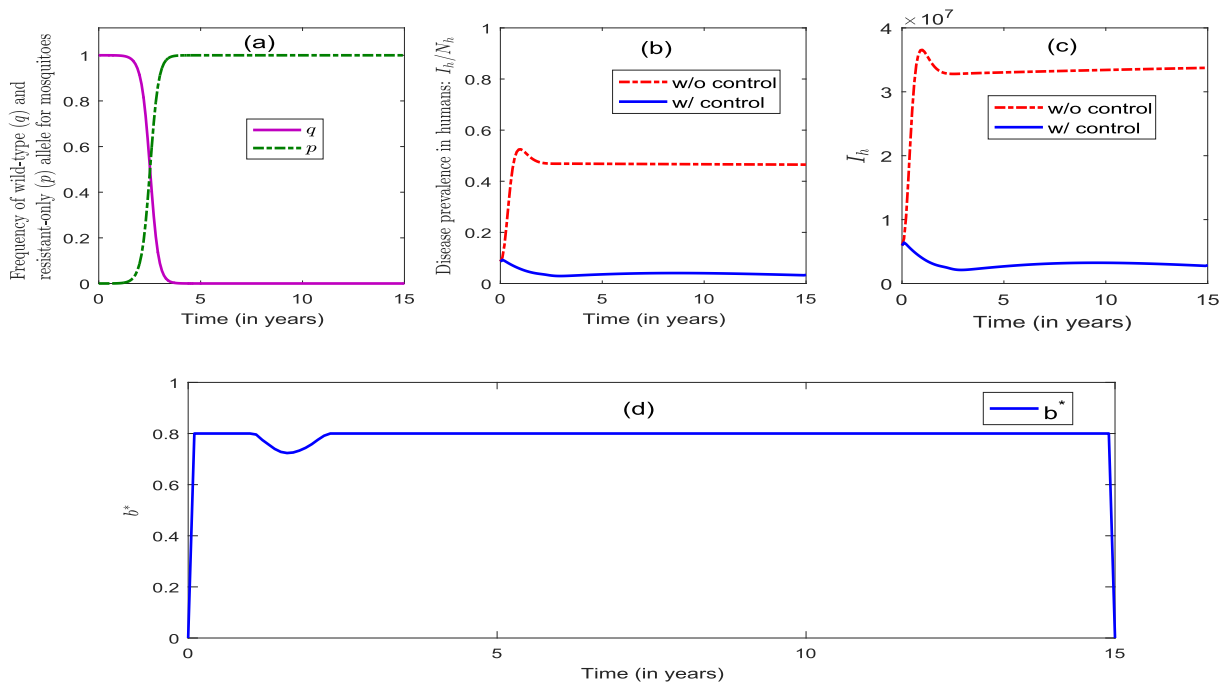 Frequency of wild-type (q) and
resistant-only (p) allele for mosquitoes
(a)
q
p
1
0.8
0.6
0.4
0.2
0
0 5 10 15
Time (in years)
Disease prevalence in humans: I_h/N_h
(b)
w/o control
w/ control
1
0.8
0.6
0.4
0.2
0
0 5 10 15
Time (in years)
I_h
× 10^7
(c)
w/o control
w/ control
4
3
2
1
0
0 5 10 15
Time (in years)
b*
(d)
b*
1
0.8
0.6
0.4
0.2
0
0 5 10 15
Time (in years)